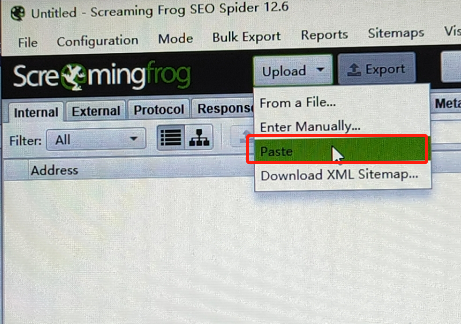 Untitled - Screaming Frog SEO Spider 12.6
File Configuration Mode Bulk Export Reports Sitemaps Vis
Screamingfrog Upload Export
Internal External Protocol Respons Meta
Filter: All
Address
From a File...
Enter Manually...
Paste
Download XML Sitemap...